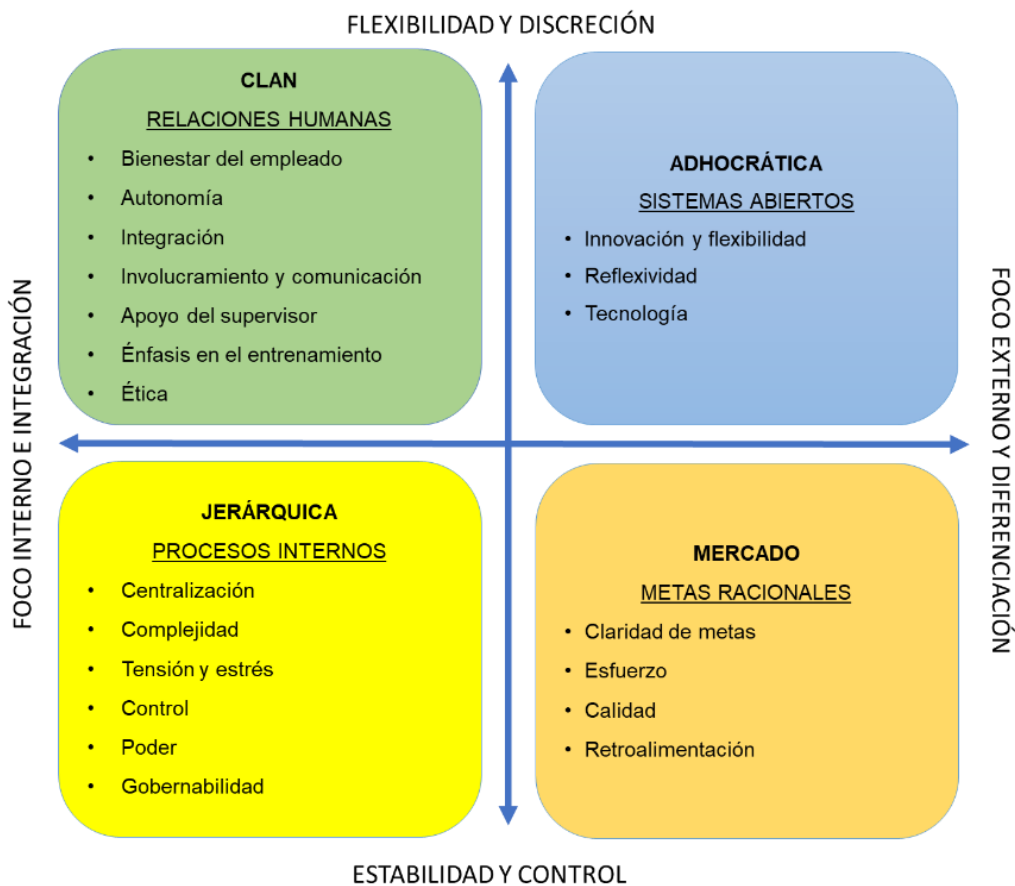 FLEXIBILIDAD Y DISCRECIÓN
CLAN
RELACIONES HUMANAS
• Bienestar del empleado
• Autonomía
• Integración
• Involucramiento y comunicación
• Apoyo del supervisor
• Énfasis en el entrenamiento
• Ética
ADHOCRÁTICA
SISTEMAS ABIERTOS
• Innovación y flexibilidad
• Reflexividad
• Tecnología
FOCO INTERNO E INTEGRACIÓN
FOCO EXTERNO Y DIFERENCIACIÓN
JERÁRQUICA
PROCESOS INTERNOS
• Centralización
• Complejidad
• Tensión y estrés
• Control
• Poder
• Gobernabilidad
MERCADO
METAS RACIONALES
• Claridad de metas
• Esfuerzo
• Calidad
• Retroalimentación
ESTABILIDAD Y CONTROL